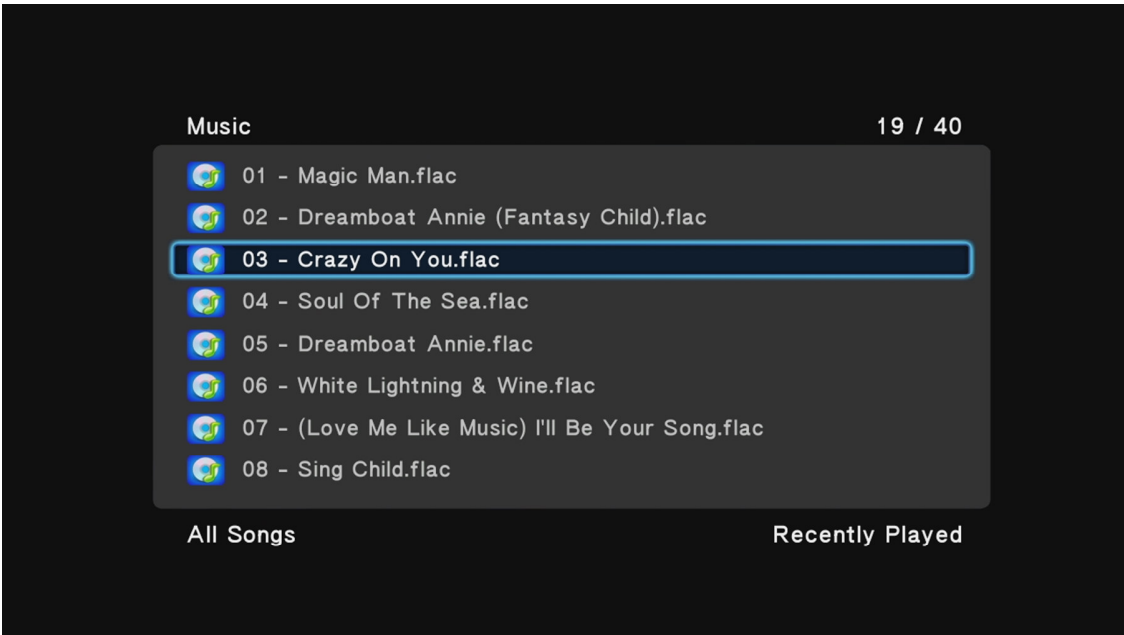 Music 19 / 40
01 - Magic Man.flac
02 - Dreamboat Annie (Fantasy Child).flac
03 - Crazy On You.flac
04 - Soul Of The Sea.flac
05 - Dreamboat Annie.flac
06 - White Lightning & Wine.flac
07 - (Love Me Like Music) I'll Be Your Song.flac
08 - Sing Child.flac
All Songs Recently Played